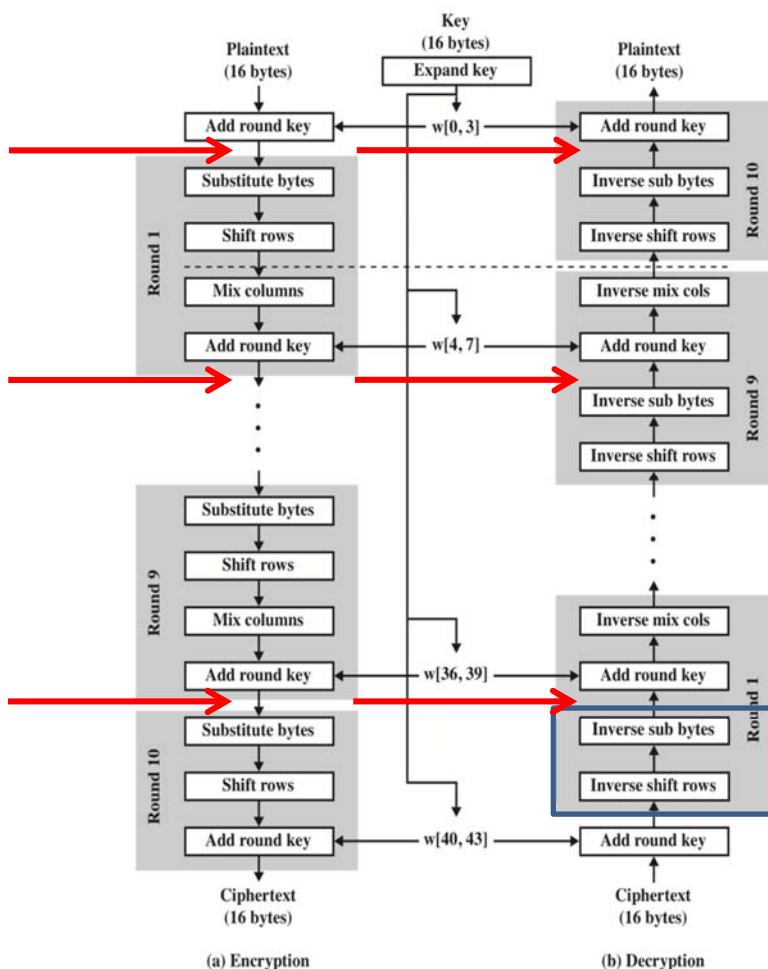 Plaintext
(16 bytes)
Add round key
Substitute bytes
Shift rows
Mix columns
Add round key
Round 1
Substitute bytes
Shift rows
Mix columns
Add round key
Round 9
Substitute bytes
Shift rows
Add round key
Round 10
Ciphertext
(16 bytes)
(a) Encryption
Key
(16 bytes)
Expand key
w[0, 3]
w[4, 7]
w[36, 39]
w[40, 43]
Plaintext
(16 bytes)
Add round key
Inverse sub bytes
Inverse shift rows
Round 10
Inverse mix cols
Add round key
Inverse sub bytes
Inverse shift rows
Round 9
Inverse mix cols
Add round key
Inverse sub bytes
Inverse shift rows
Round 1
Add round key
Ciphertext
(16 bytes)
(b) Decryption